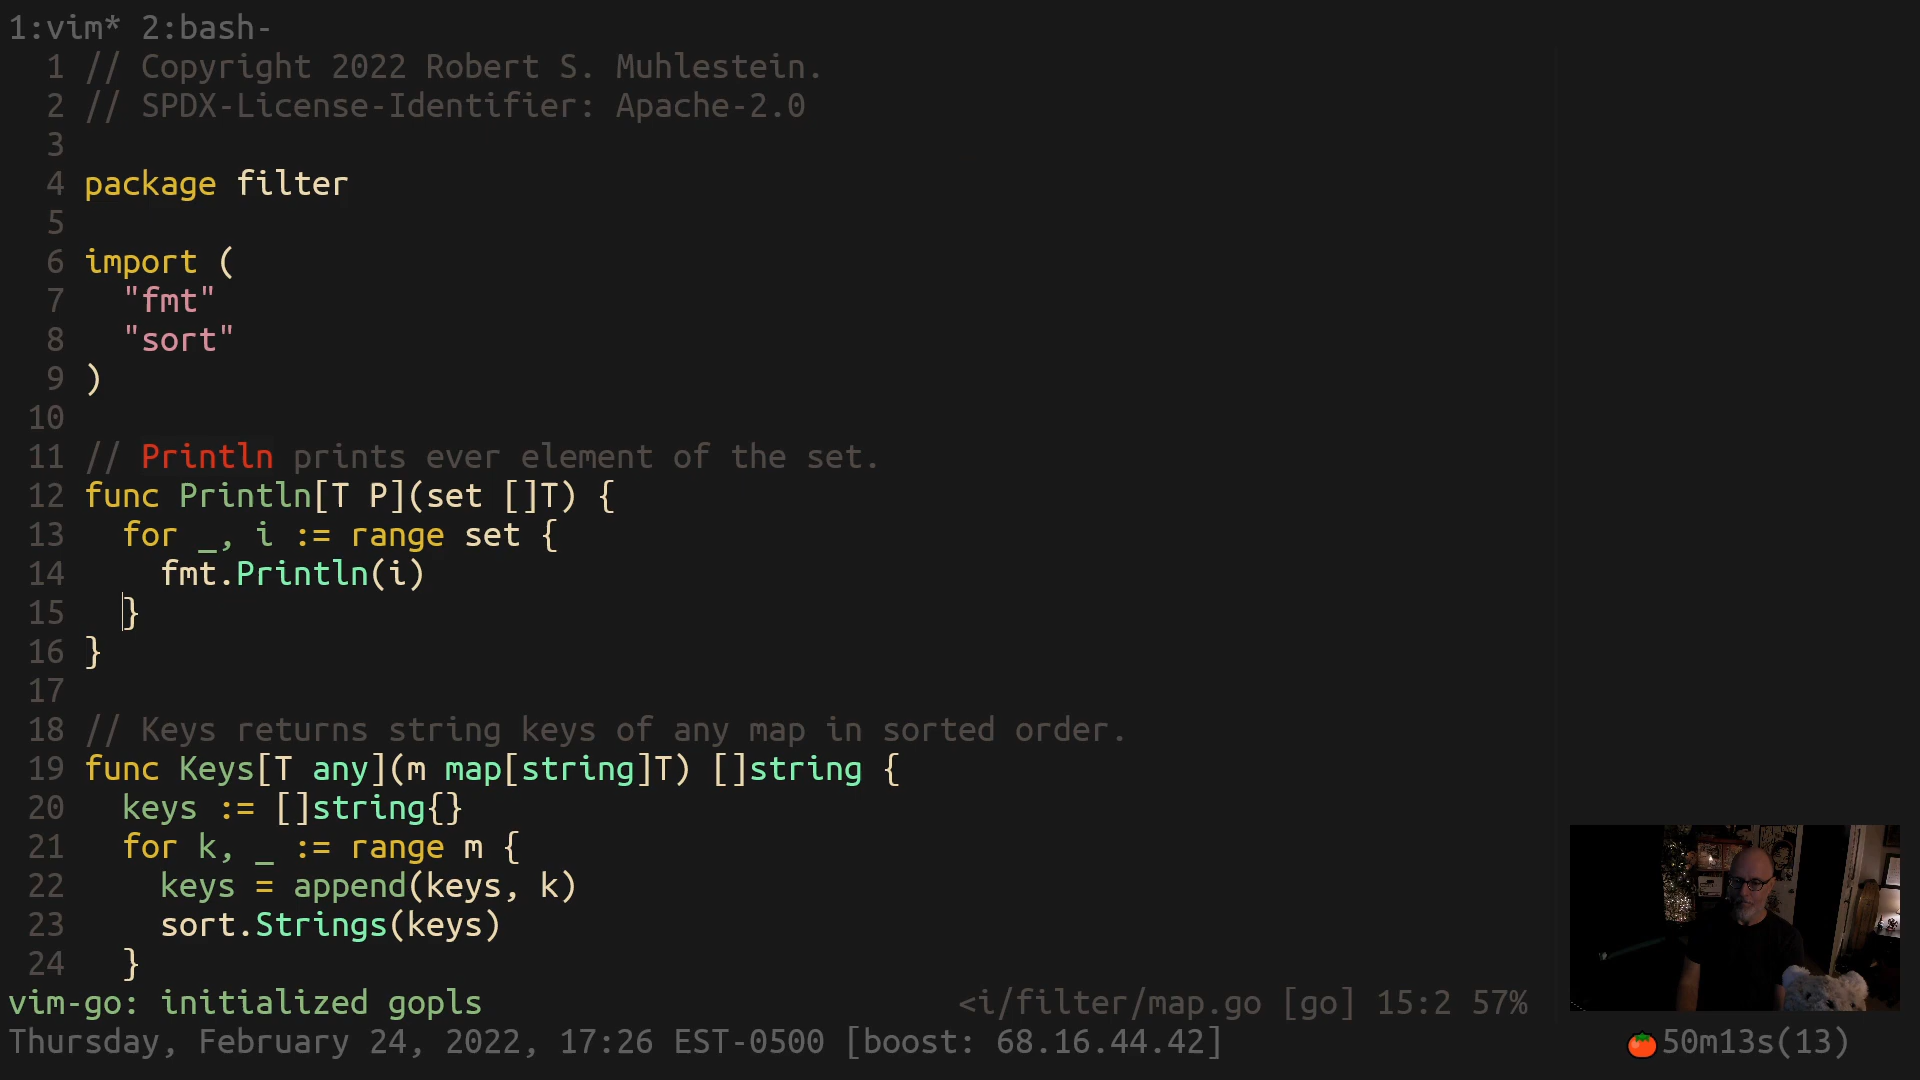 1:vim* 2:bash-
1 // Copyright 2022 Robert S. Muhlestein.
2 // SPDX-License-Identifier: Apache-2.0
3
4 package filter
5
6 import (
7   "fmt"
8   "sort"
9 )
10
11 // Println prints ever element of the set.
12 func Println[T P](set []T) {
13   for _, i := range set {
14     fmt.Println(i)
15   }
16 }
17
18 // Keys returns string keys of any map in sorted order.
19 func Keys[T any](m map[string]T) []string {
20   keys := []string{}
21   for k, _ := range m {
22     keys = append(keys, k)
23     sort.Strings(keys)
24   }
vim-go: initialized gopls <i/filter/map.go [go] 15:2 57%
Thursday, February 24, 2022, 17:26 EST-0500 [boost: 68.16.44.42] 🍅50m13s(13)